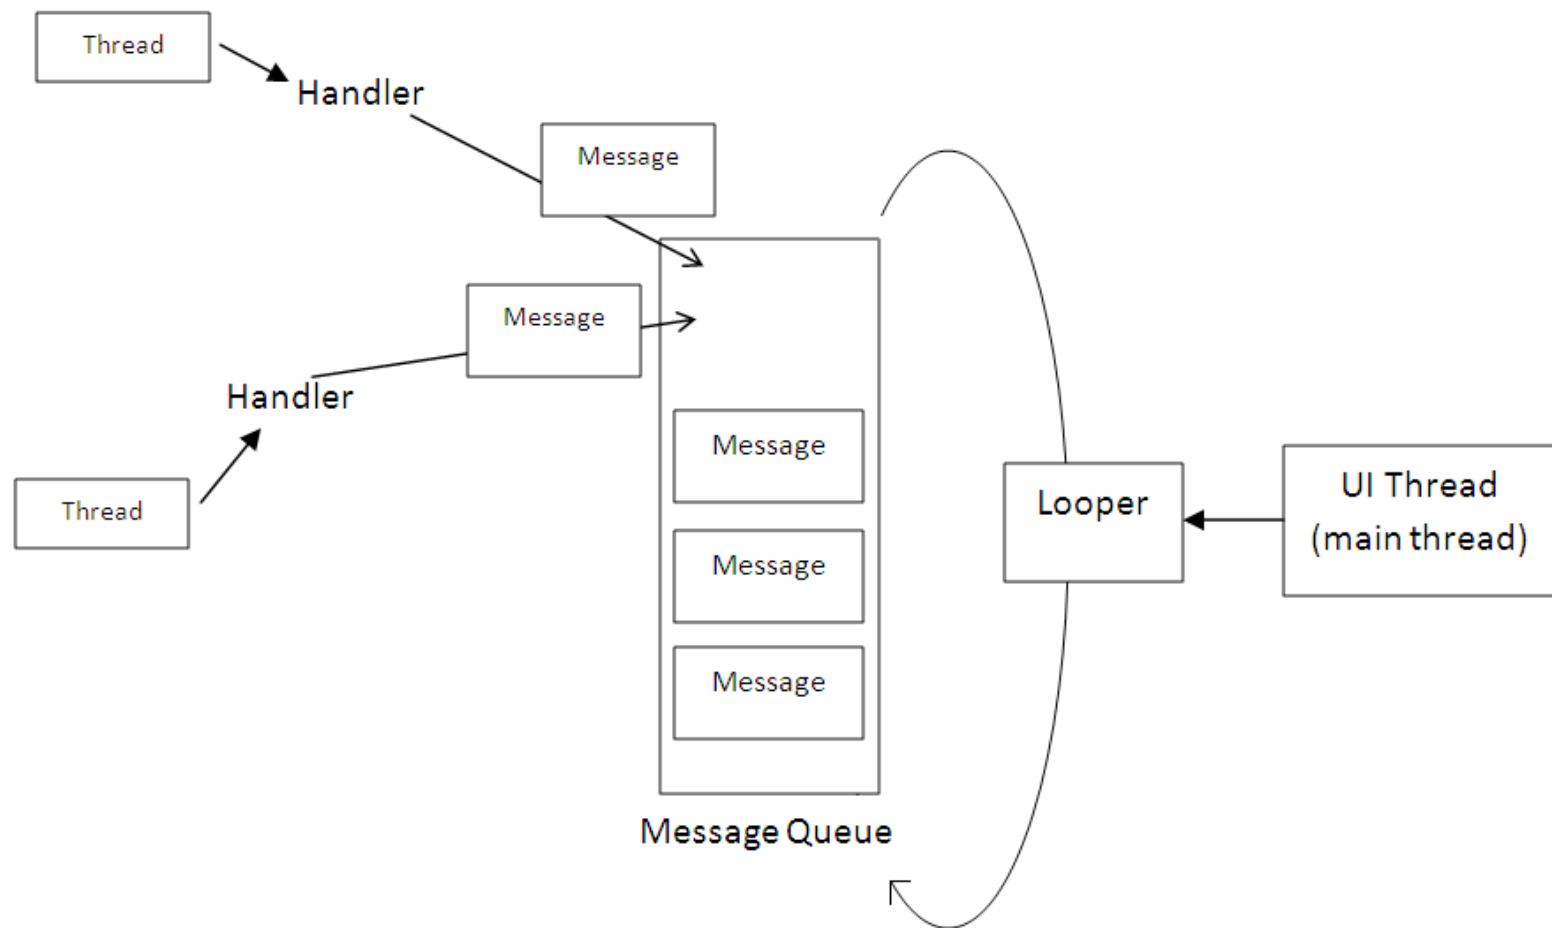 Thread
Handler
Message
Message
Handler
Thread
Message
Message
Message
Message Queue
Looper
UI Thread
(main thread)